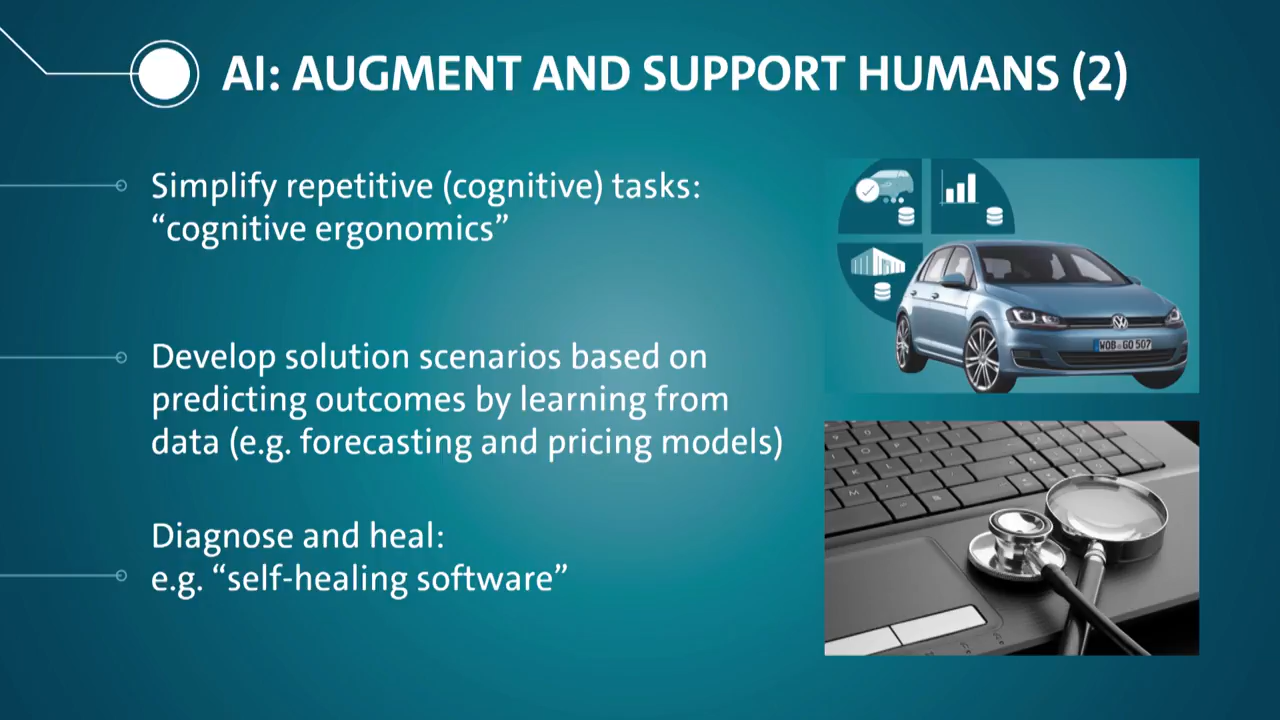 AI: AUGMENT AND SUPPORT HUMANS (2)
Simplify repetitive (cognitive) tasks:
“cognitive ergonomics”
Develop solution scenarios based on
predicting outcomes by learning from
data (e.g. forecasting and pricing models)
Diagnose and heal:
e.g. “self-healing software”
WOB GO 507